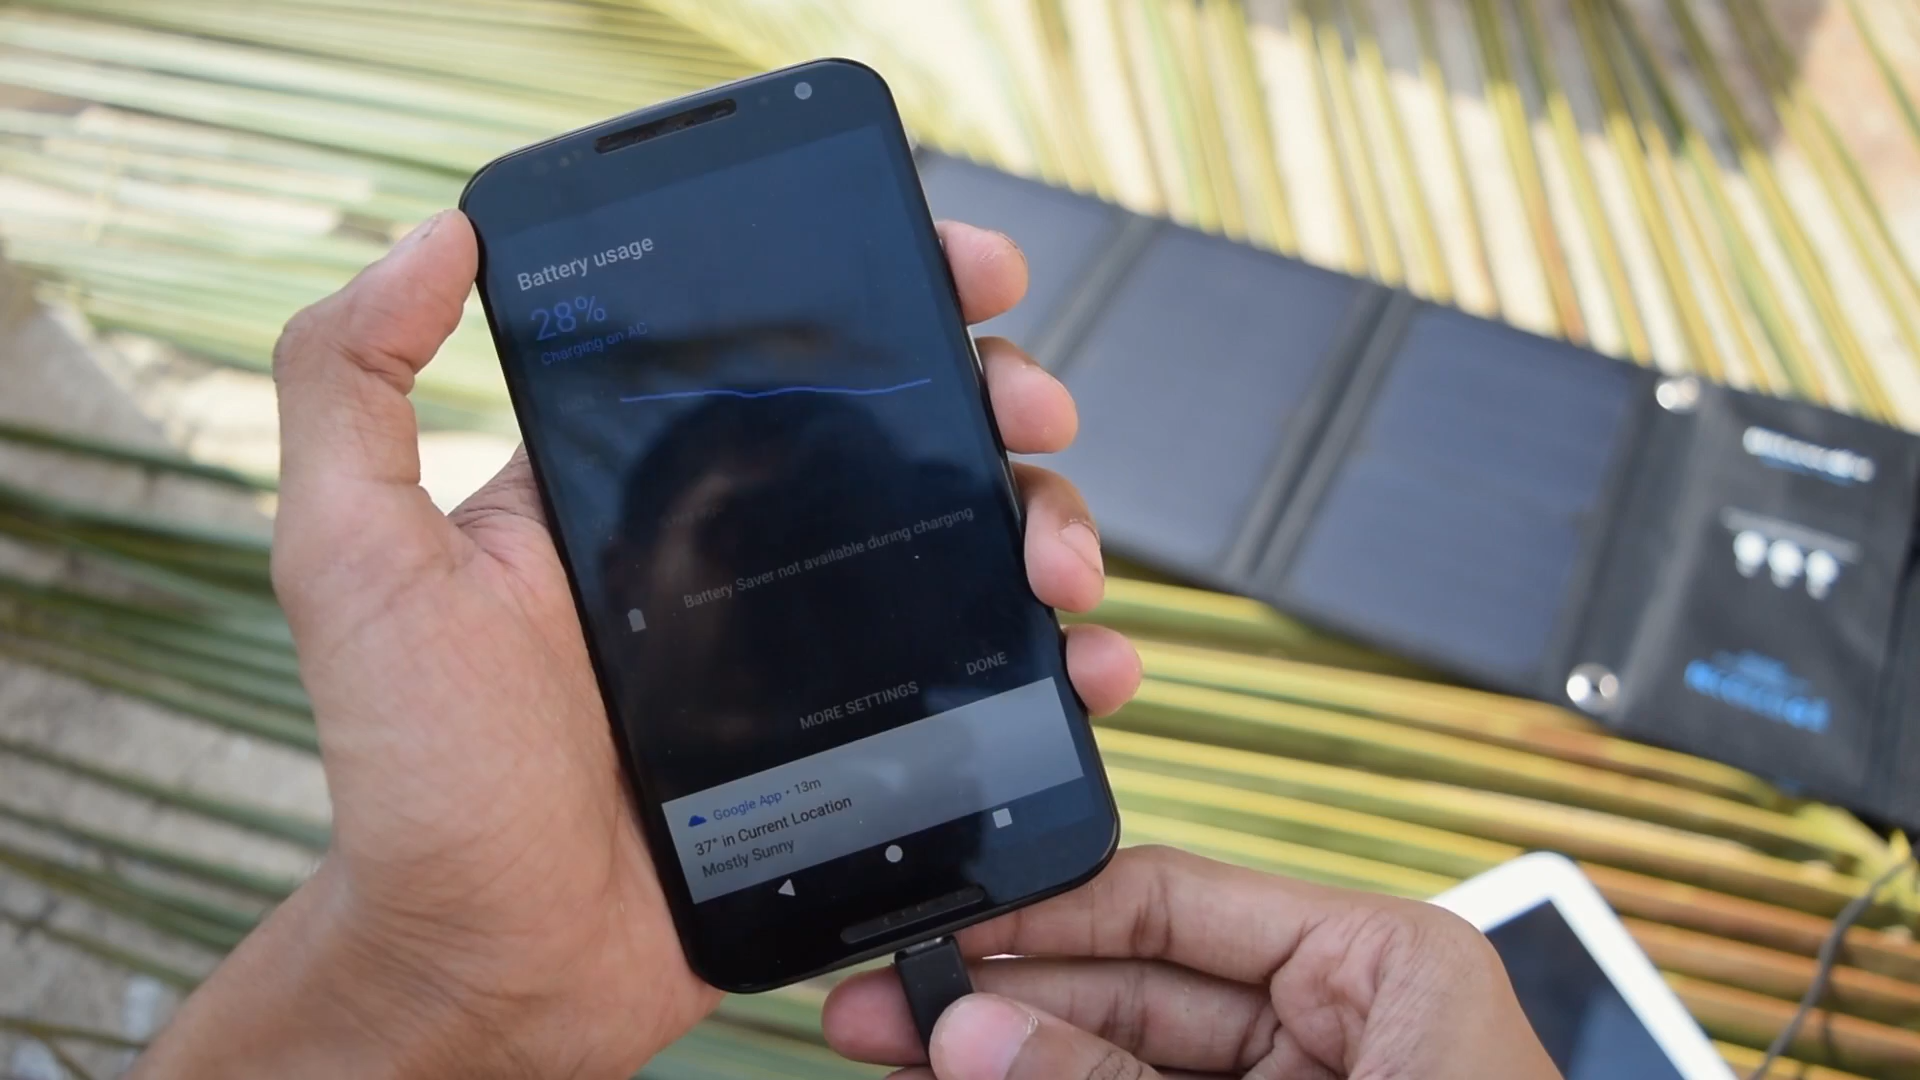 Battery usage
28%
Charging on AC
Battery Saver not available during charging
MORE SETTINGS
DONE
Google App • 13m
37° in Current Location
Mostly Sunny